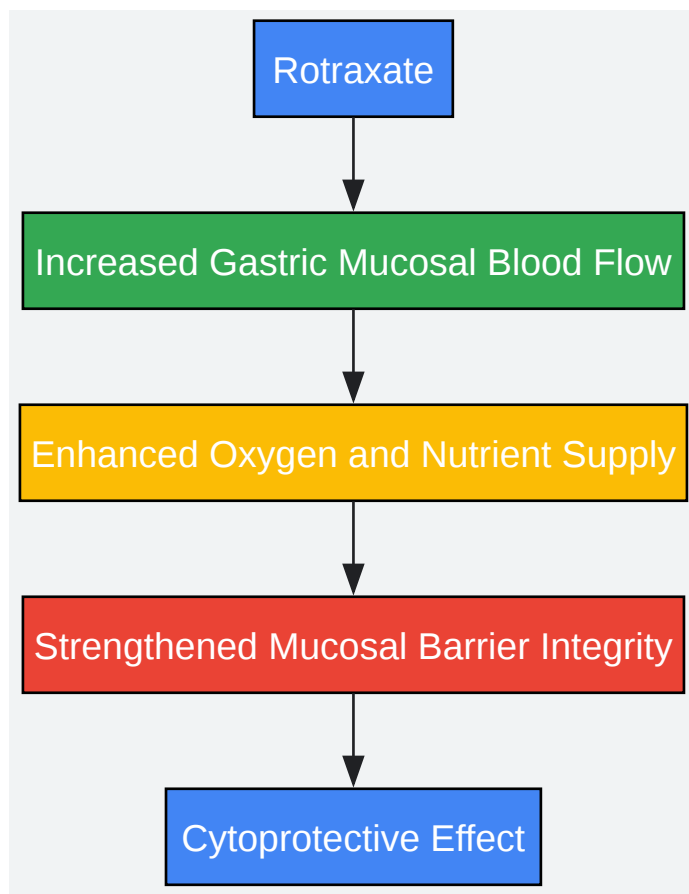 Rotraxate
Increased Gastric Mucosal Blood Flow
Enhanced Oxygen and Nutrient Supply
Strengthened Mucosal Barrier Integrity
Cytoprotective Effect